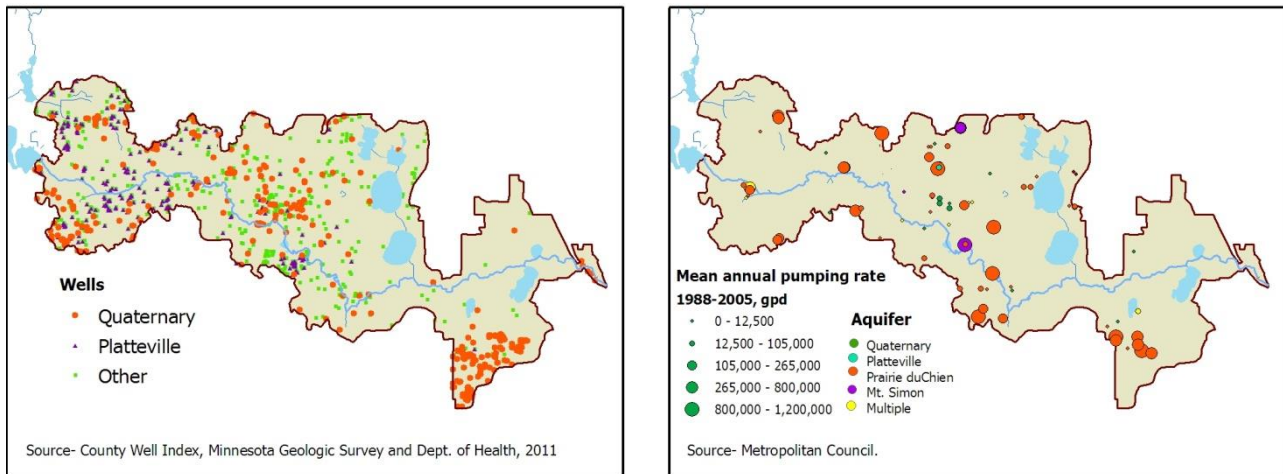 Wells
Quaternary
Platteville
Other
Source- County Well Index, Minnesota Geologic Survey and Dept. of Health, 2011
Mean annual pumping rate
1988-2005, gpd
0 - 12,500
12,500 - 105,000
105,000 - 265,000
265,000 - 800,000
800,000 - 1,200,000
Aquifer
Quaternary
Platteville
Prairie duChien
Mt. Simon
Multiple
Source- Metropolitan Council.